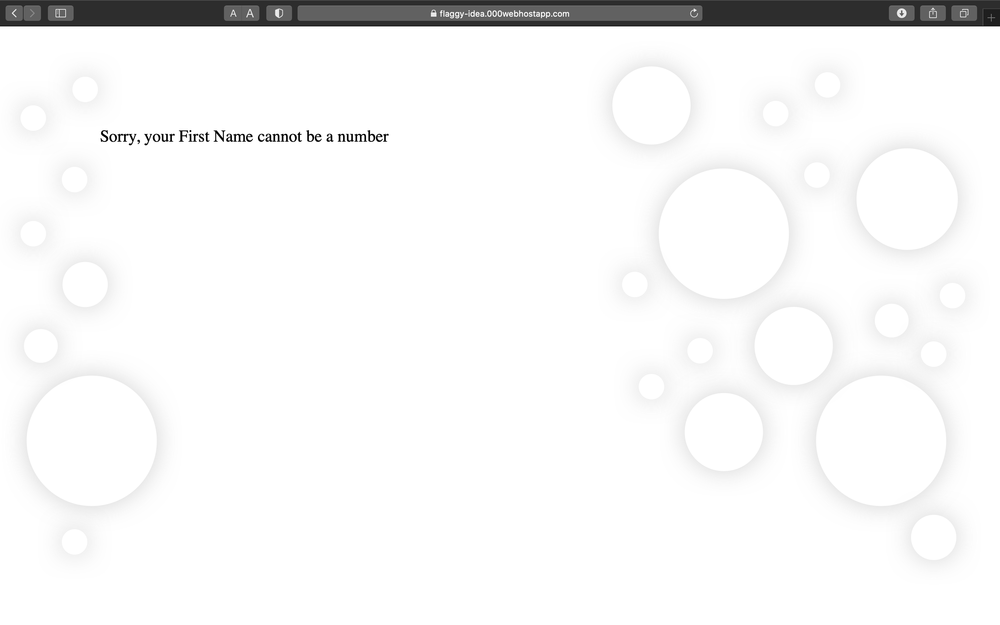 A A flaggy-idea.000webhostapp.com
Sorry, your First Name cannot be a number